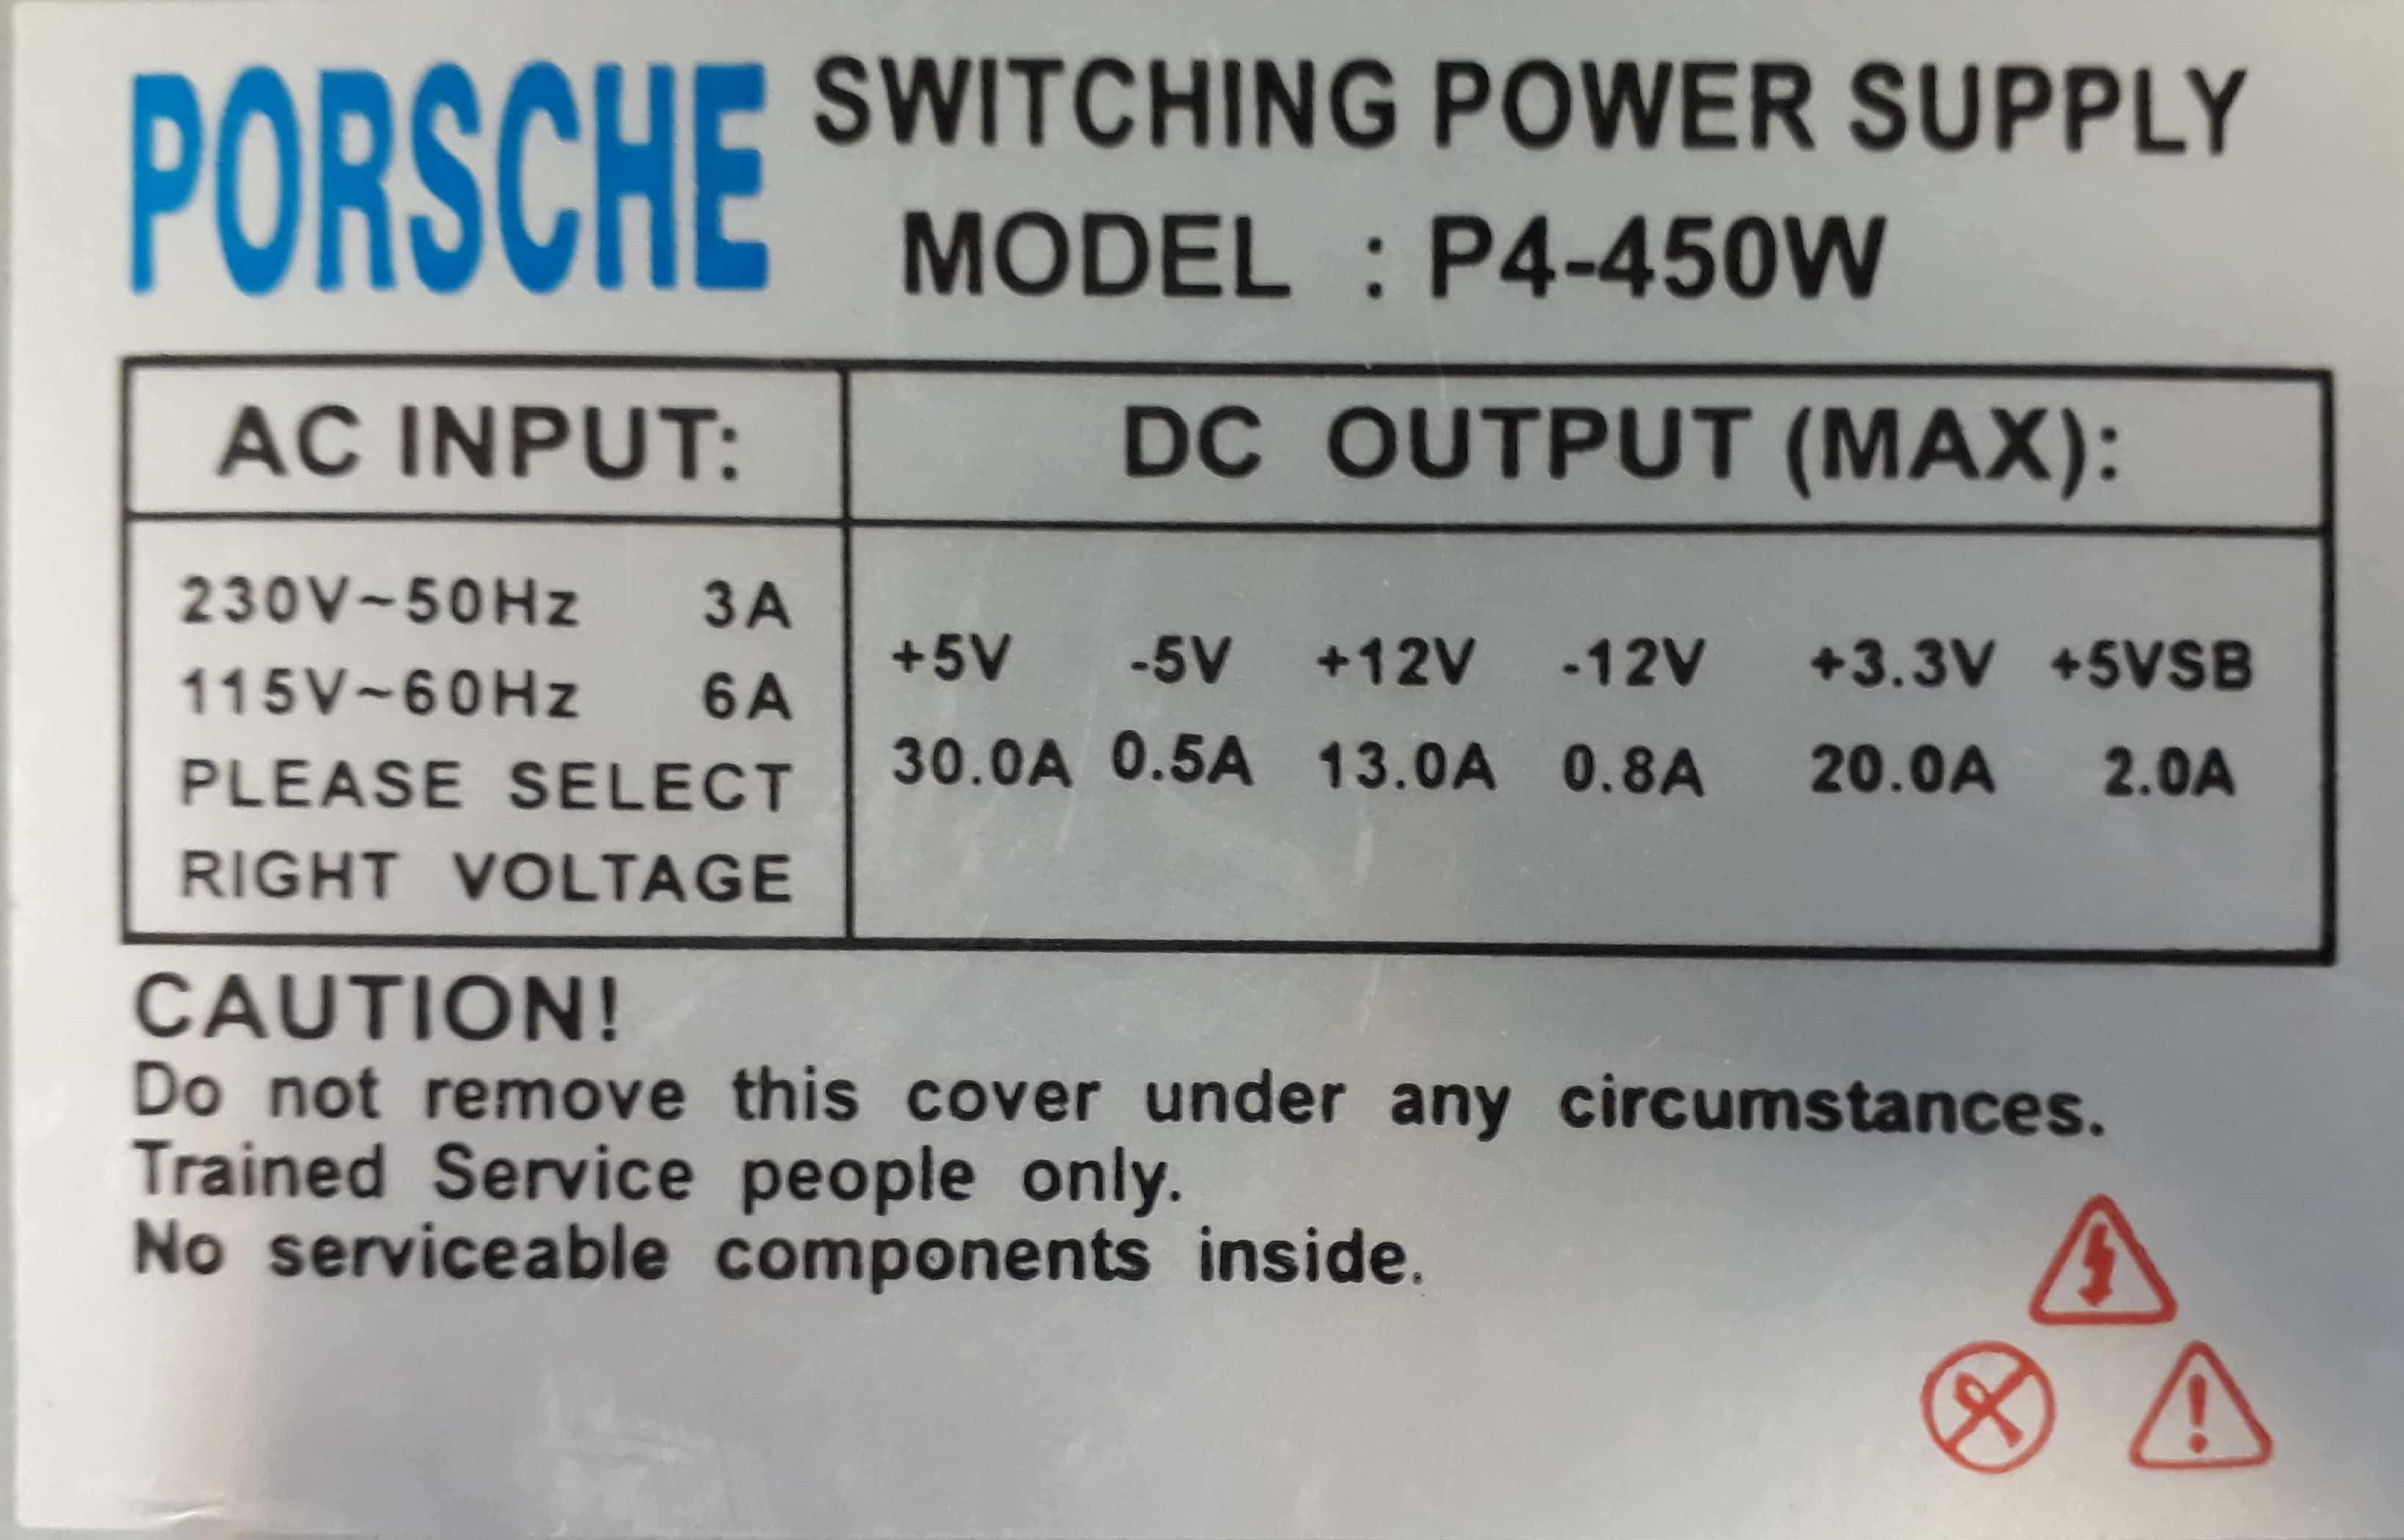 PORSCHE SWITCHING POWER SUPPLY
MODEL : P4-450W
AC INPUT:
230V~50Hz 3A
115V~60Hz 6A
PLEASE SELECT
RIGHT VOLTAGE
DC OUTPUT (MAX):
+5V -5V +12V -12V +3.3V +5VSB
30.0A 0.5A 13.0A 0.8A 20.0A 2.0A
CAUTION!
Do not remove this cover under any circumstances.
Trained Service people only.
No serviceable components inside.